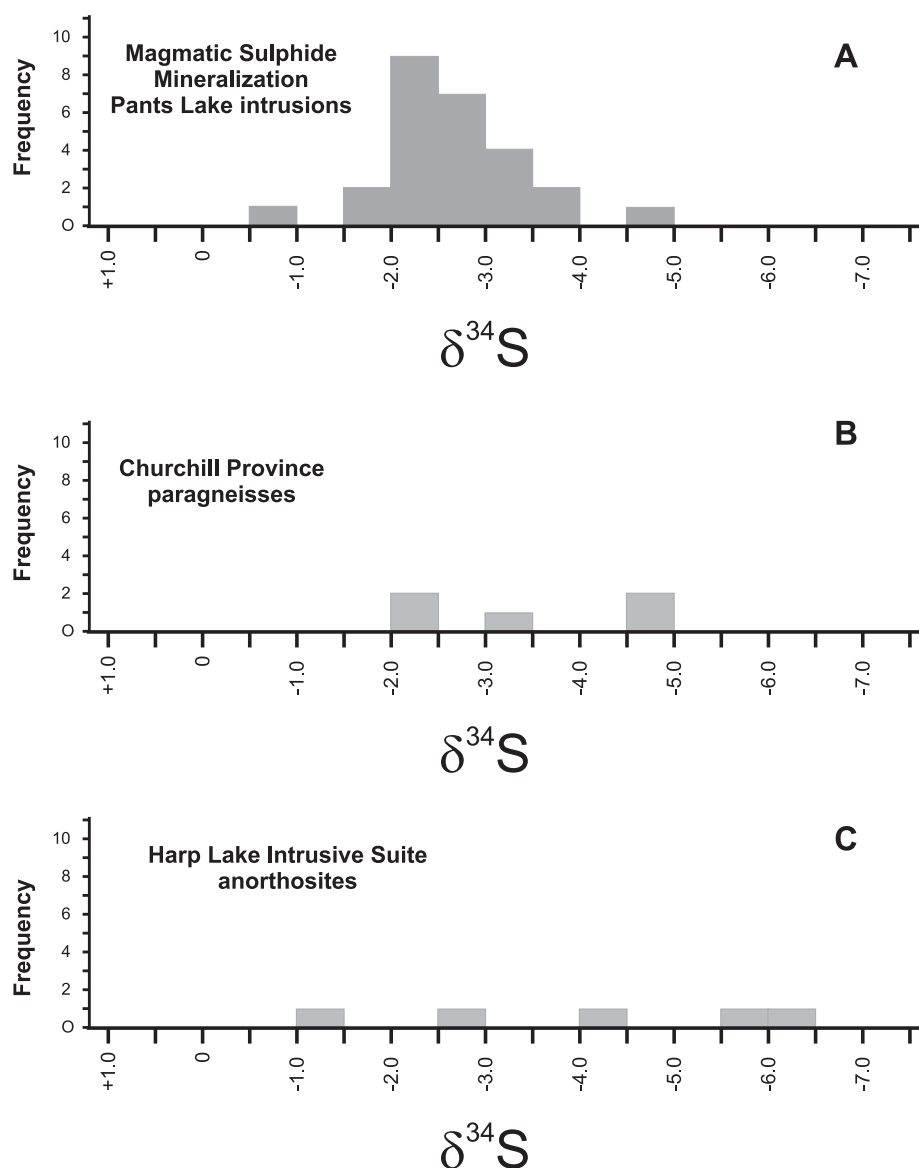 Magmatic Sulphide
Mineralization
Pants Lake intrusions
A
Frequency
10
8
6
4
2
O
+1.0
0
-1.0
-2.0
-3.0
-4.0
-5.0
-6.0
-7.0
δ³⁴S
Churchill Province
paragneisses
B
Frequency
10
8
6
4
2
O
+1.0
0
-1.0
-2.0
-3.0
-4.0
-5.0
-6.0
-7.0
δ³⁴S
Harp Lake Intrusive Suite
anorthosites
C
Frequency
10
8
6
4
2
O
+1.0
0
-1.0
-2.0
-3.0
-4.0
-5.0
-6.0
-7.0
δ³⁴S